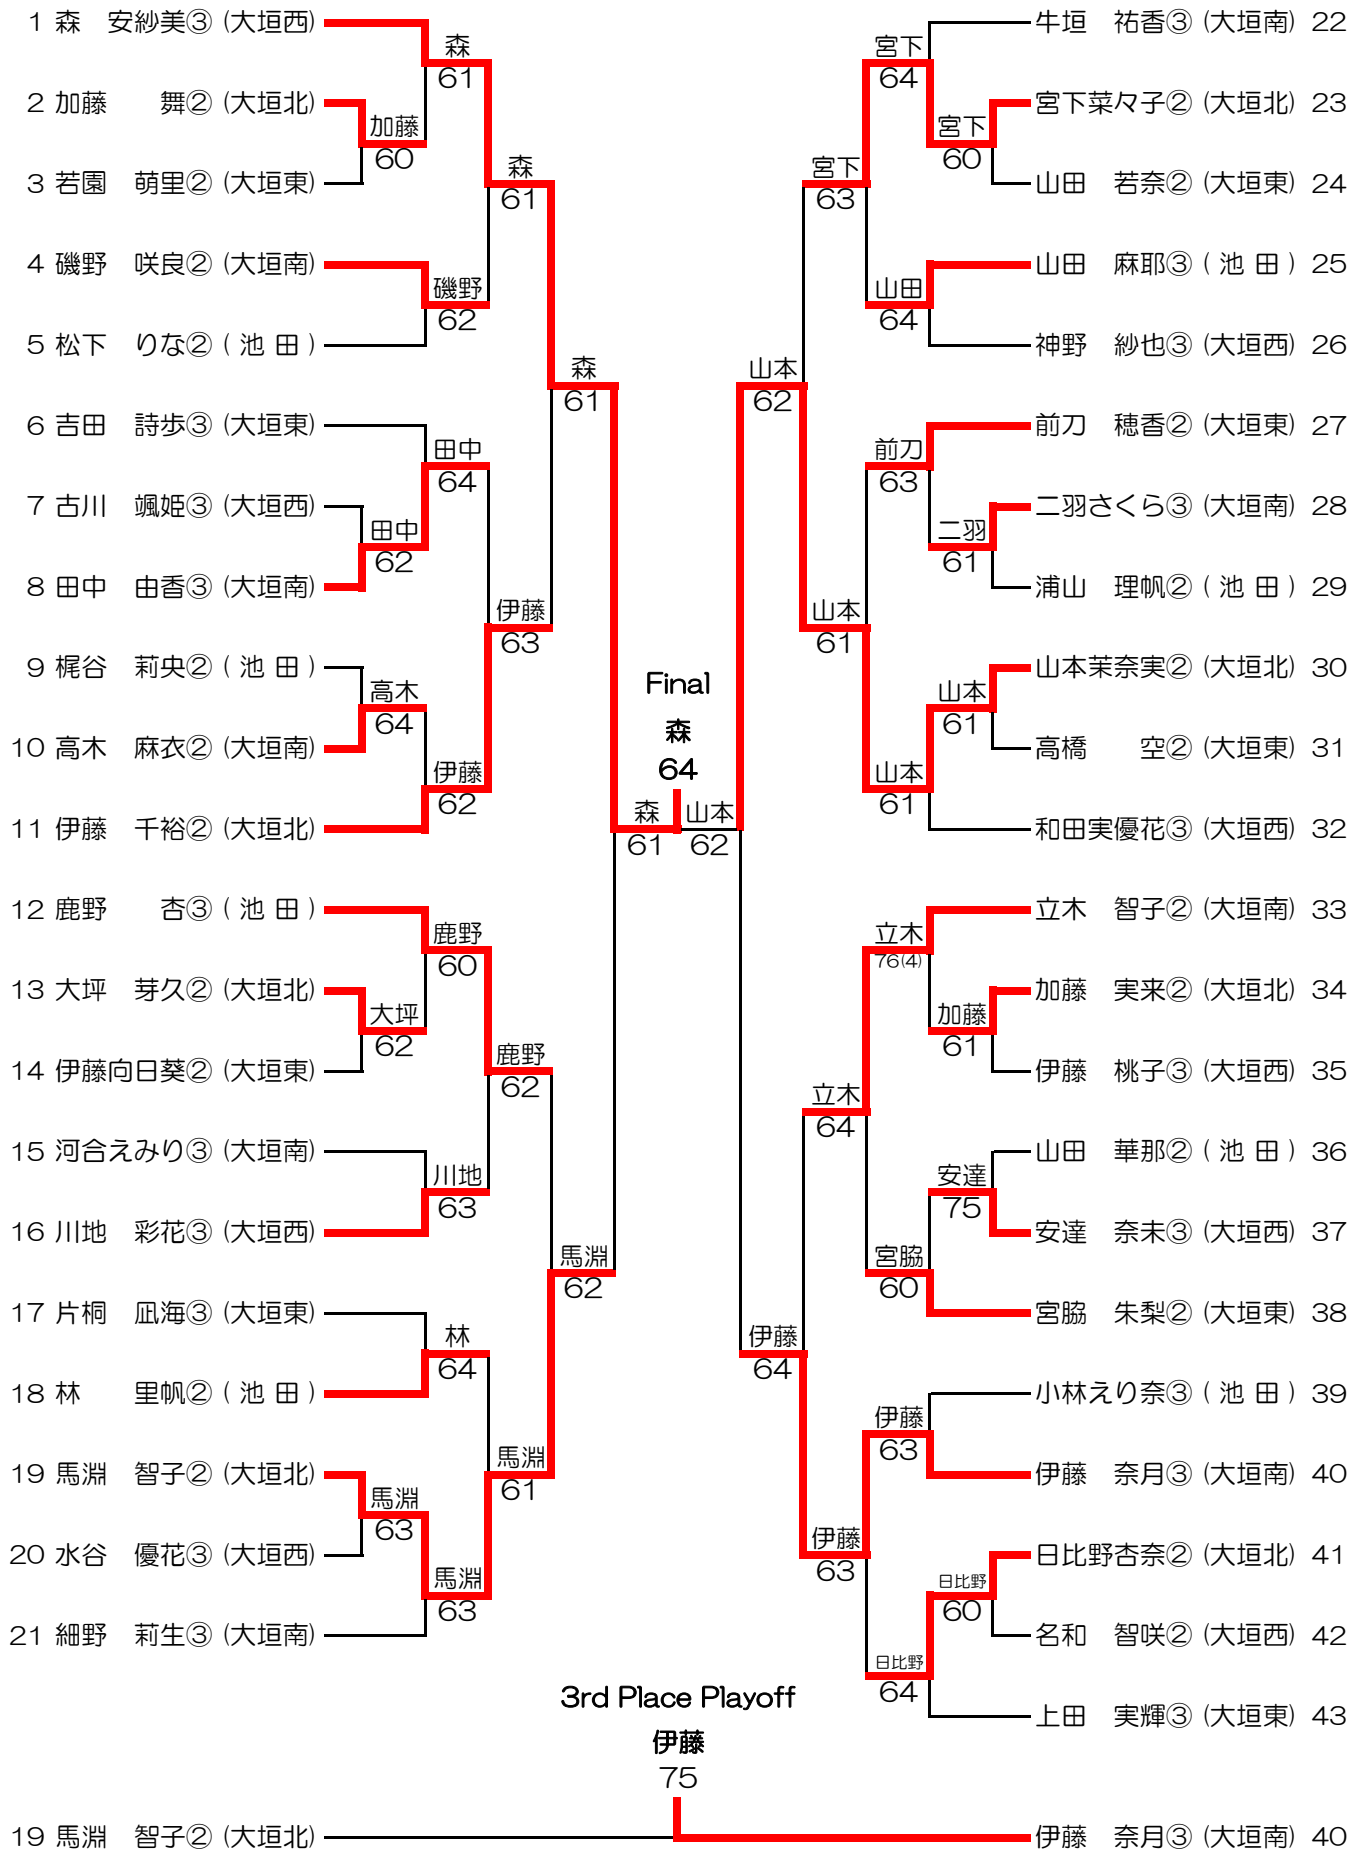 1 森　安紗美③ (大垣西)
2 加藤　　舞② (大垣北)
3 若園　萌里② (大垣東)
4 磯野　咲良② (大垣南)
5 松下　りな② ( 池 田 )
6 吉田　詩歩③ (大垣東)
7 古川　颯姫③ (大垣西)
8 田中　由香③ (大垣南)
9 梶谷　莉央② ( 池 田 )
10 高木　麻衣② (大垣南)
11 伊藤　千裕② (大垣北)
12 鹿野　　杏③ ( 池 田 )
13 大坪　芽久② (大垣北)
14 伊藤向日葵② (大垣東)
15 河合えみり③ (大垣南)
16 川地　彩花③ (大垣西)
17 片桐　凪海③ (大垣東)
18 林　　里帆② ( 池 田 )
19 馬淵　智子② (大垣北)
20 水谷　優花③ (大垣西)
21 細野　莉生③ (大垣南)
加藤
60
田中
62
高木
64
大坪
62
馬淵
63
森
61
磯野
62
田中
64
伊藤
62
鹿野
60
川地
63
林
64
馬淵
63
森
61
伊藤
63
鹿野
62
馬淵
61
森
61
馬淵
62
Final
森
64
森
61
山本
62
山本
62
伊藤
64
宮下
63
山本
61
立木
64
伊藤
63
宮下
64
山田
64
前刀
63
山本
61
立木
76(4)
宮脇
60
伊藤
63
日比野
64
宮下
60
二羽
61
山本
61
加藤
61
安達
75
日比野
60
牛垣　祐香③ (大垣南) 22
宮下菜々子② (大垣北) 23
山田　若奈② (大垣東) 24
山田　麻耶③ ( 池 田 ) 25
神野　紗也③ (大垣西) 26
前刀　穂香② (大垣東) 27
二羽さくら③ (大垣南) 28
浦山　理帆② ( 池 田 ) 29
山本茉奈実② (大垣北) 30
高橋　　空② (大垣東) 31
和田実優花③ (大垣西) 32
立木　智子② (大垣南) 33
加藤　実来② (大垣北) 34
伊藤　桃子③ (大垣西) 35
山田　華那② ( 池 田 ) 36
安達　奈未③ (大垣西) 37
宮脇　朱梨② (大垣東) 38
小林えり奈③ ( 池 田 ) 39
伊藤　奈月③ (大垣南) 40
日比野杏奈② (大垣北) 41
名和　智咲② (大垣西) 42
上田　実輝③ (大垣東) 43
3rd Place Playoff
伊藤
75
19 馬淵　智子② (大垣北)
伊藤　奈月③ (大垣南) 40